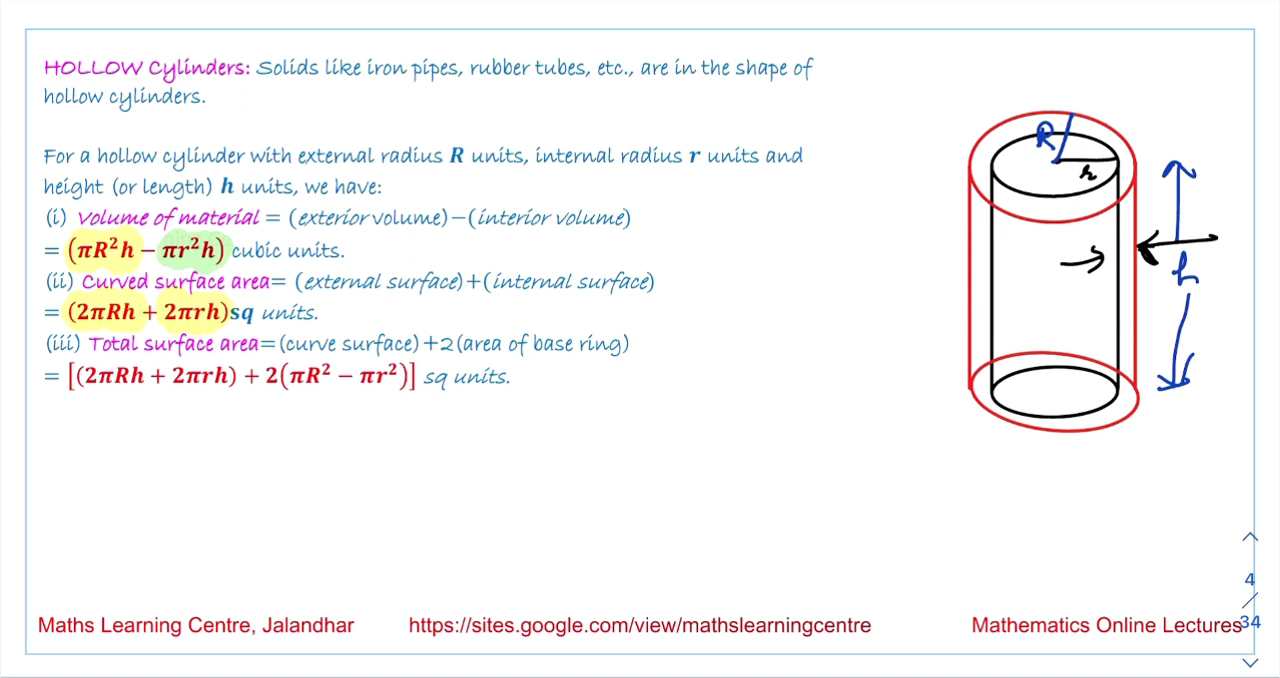 HOLLOW Cylinders: Solids like iron pipes, rubber tubes, etc., are in the shape of
hollow cylinders.
For a hollow cylinder with external radius R units, internal radius r units and
height (or length) h units, we have:
(i) Volume of material = (exterior volume)−(interior volume)
= (πR²h − πr²h) cubic units.
(ii) Curved surface area= (external surface)+(internal surface)
= (2πRh + 2πrh)sq units.
(iii) Total surface area=(curve surface)+2(area of base ring)
= [(2πRh + 2πrh) + 2(πR² − πr²)] sq units.
R
r
h
4
/
34
Maths Learning Centre, Jalandhar https://sites.google.com/view/mathslearningcentre Mathematics Online Lectures